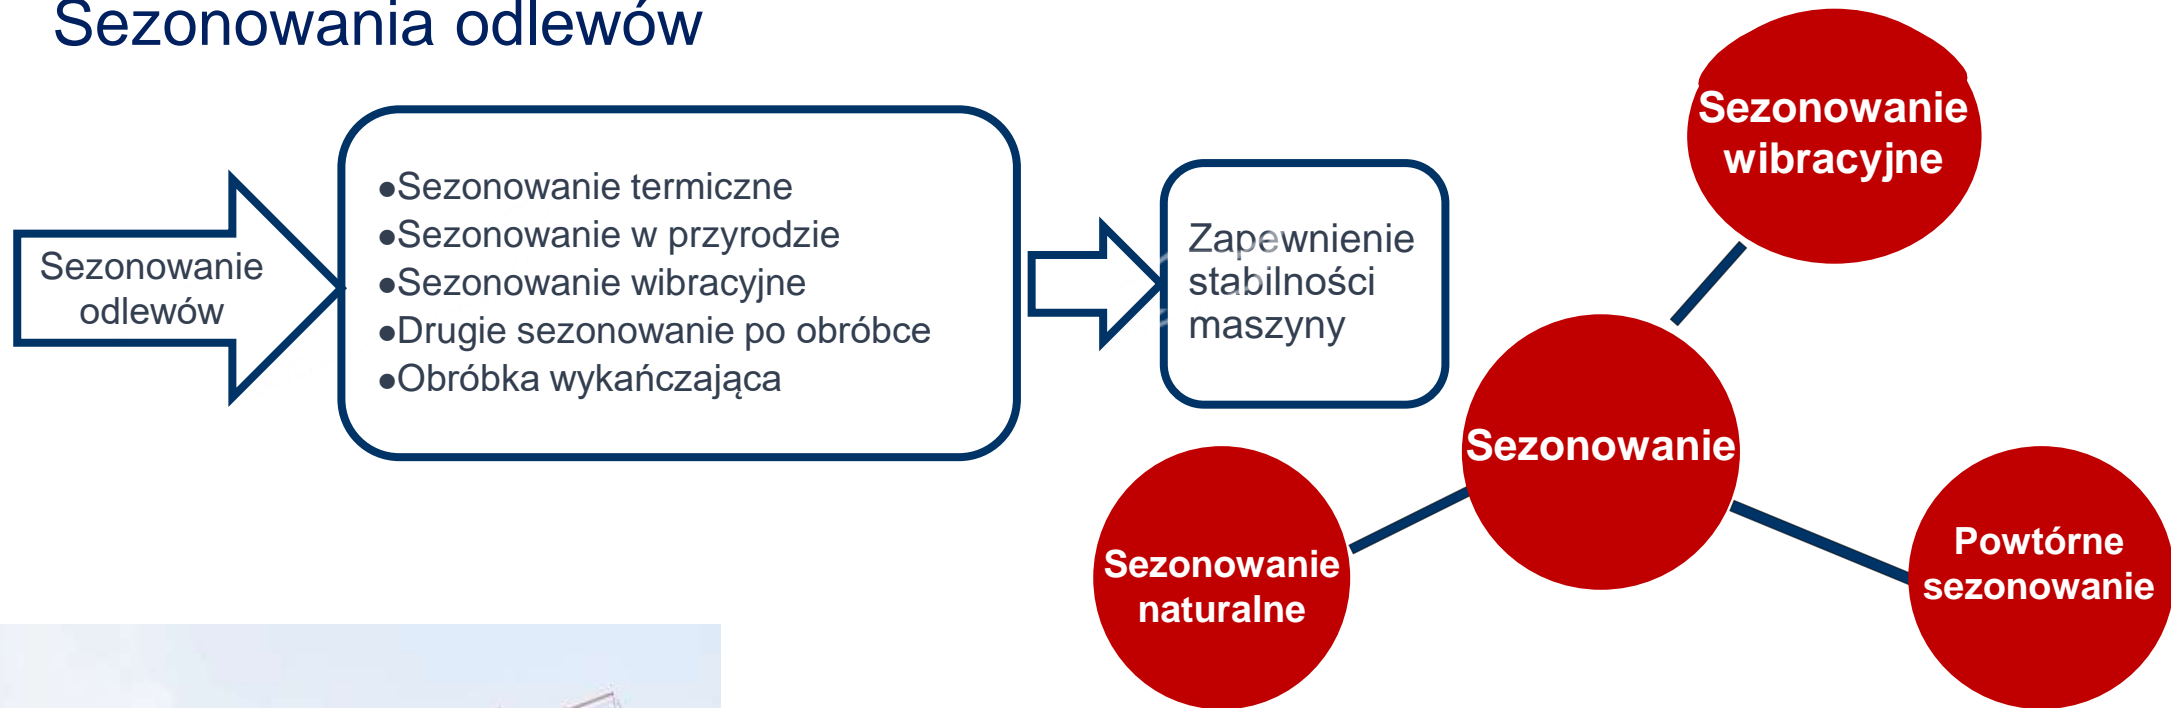 Sezonowania odlewów
Sezonowanie
odlewów
●Sezonowanie termiczne
●Sezonowanie w przyrodzie
●Sezonowanie wibracyjne
●Drugie sezonowanie po obróbce
●Obróbka wykańczająca
Zapewnienie
stabilności
maszyny
Sezonowanie
wibracyjne
Sezonowanie
Sezonowanie
naturalne
Powtórne
sezonowanie